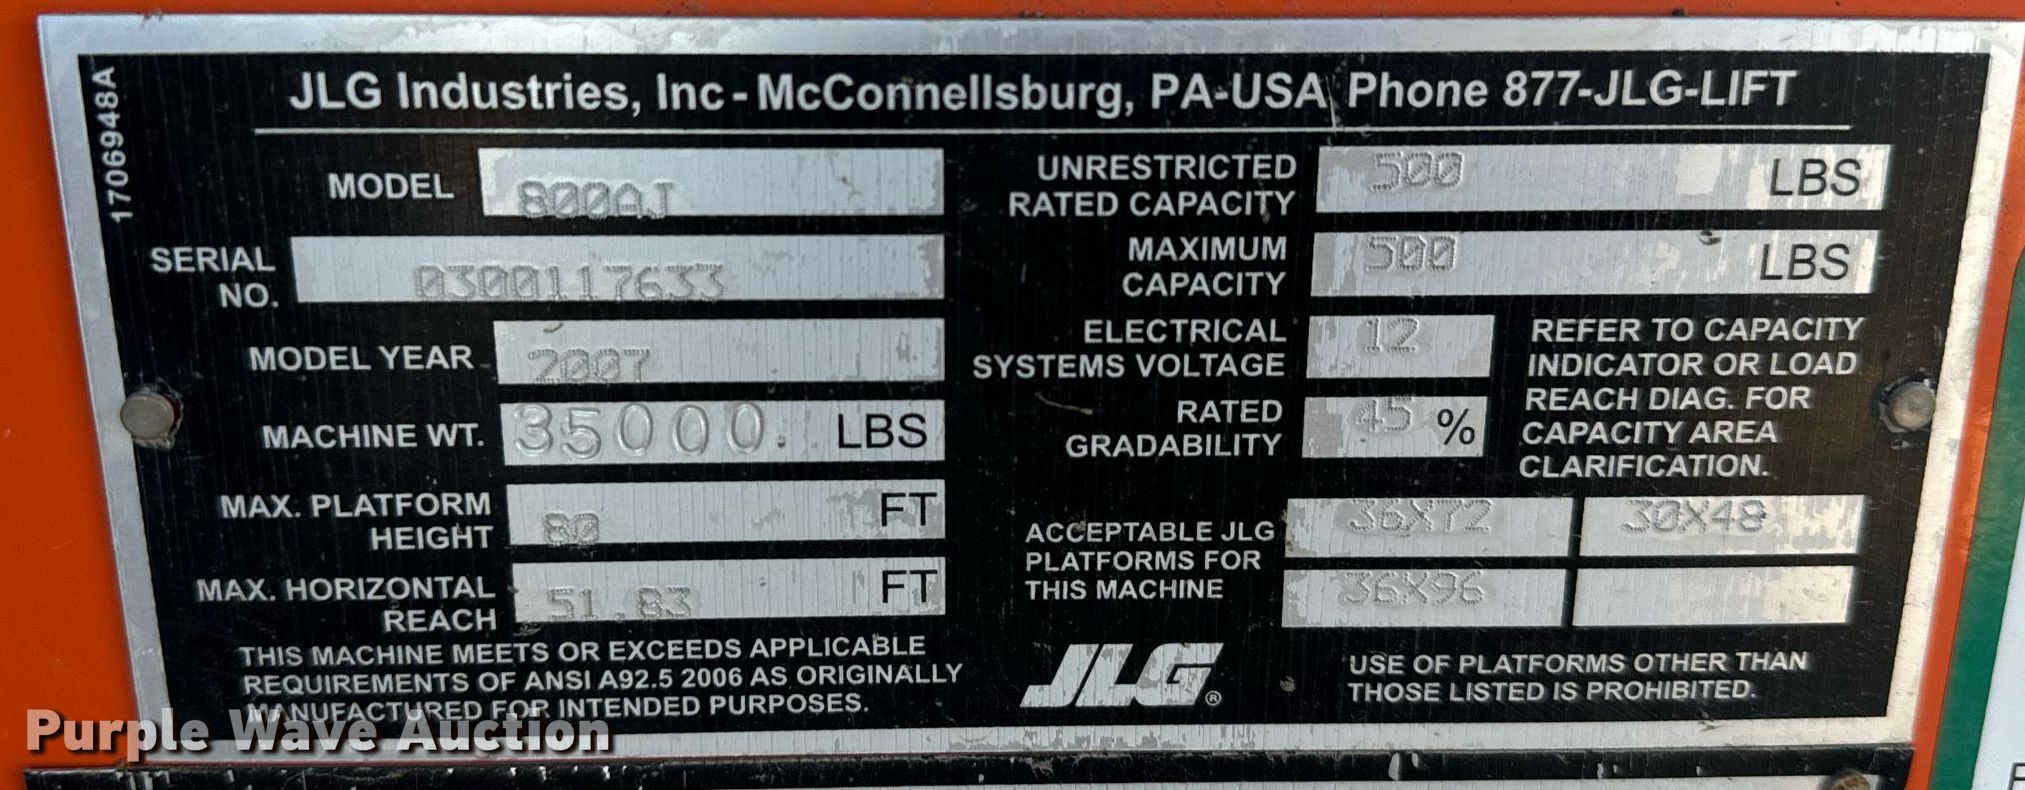 JLG Industries, Inc - McConnellsburg, PA-USA Phone 877-JLG-LIFT
1706948A
MODEL 800AJ
SERIAL NO. 0300117633
MODEL YEAR 2007
MACHINE WT. 35000. LBS
MAX. PLATFORM HEIGHT 80 FT
MAX. HORIZONTAL REACH 51.83 FT
THIS MACHINE MEETS OR EXCEEDS APPLICABLE
REQUIREMENTS OF ANSI A92.5 2006 AS ORIGINALLY
MANUFACTURED FOR INTENDED PURPOSES.
UNRESTRICTED RATED CAPACITY 500 LBS
MAXIMUM CAPACITY 500 LBS
ELECTRICAL SYSTEMS VOLTAGE 12
RATED GRADABILITY 45 %
REFER TO CAPACITY
INDICATOR OR LOAD
REACH DIAG. FOR
CAPACITY AREA
CLARIFICATION.
ACCEPTABLE JLG
PLATFORMS FOR
THIS MACHINE
36X72 30X48
36X96
JLG®
USE OF PLATFORMS OTHER THAN
THOSE LISTED IS PROHIBITED.
Purple Wave Auction